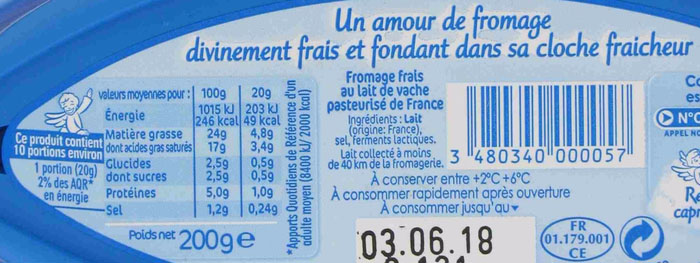 Un amour de fromage
divinement frais et fondant dans sa cloche fraicheur
valeurs moyennes pour : 100g 20g
Énergie 1015 kJ 203 kJ
246 kcal 49 kcal
Matière grasse 24g 4,8g
dont acides gras saturés 17g 3,4g
Glucides 2,5g 0,5g
dont sucres 2,5g 0,5g
Protéines 5,0g 1,0g
Sel 1,2g 0,24g
Ce produit contient
10 portions environ
1 portion (20g)
2% des AQR*
en énergie
*Apports Quotidiens de Référence d'un
adulte moyen (8400 kJ/ 2000 kcal)
Poids net 200g e
Fromage frais
au lait de vache
pasteurisé de France
Ingrédients : Lait
(origine: France),
sel, ferments lactiques.
Lait collecté à moins
de 40 km de la fromagerie.
3 480340 000057
À conserver entre +2°C +6°C
À consommer rapidement après ouverture
À consommer jusqu'au
03.06.18
FR
01.179.001
CE
Co
es
N°C
APPEL NO
Re
capr